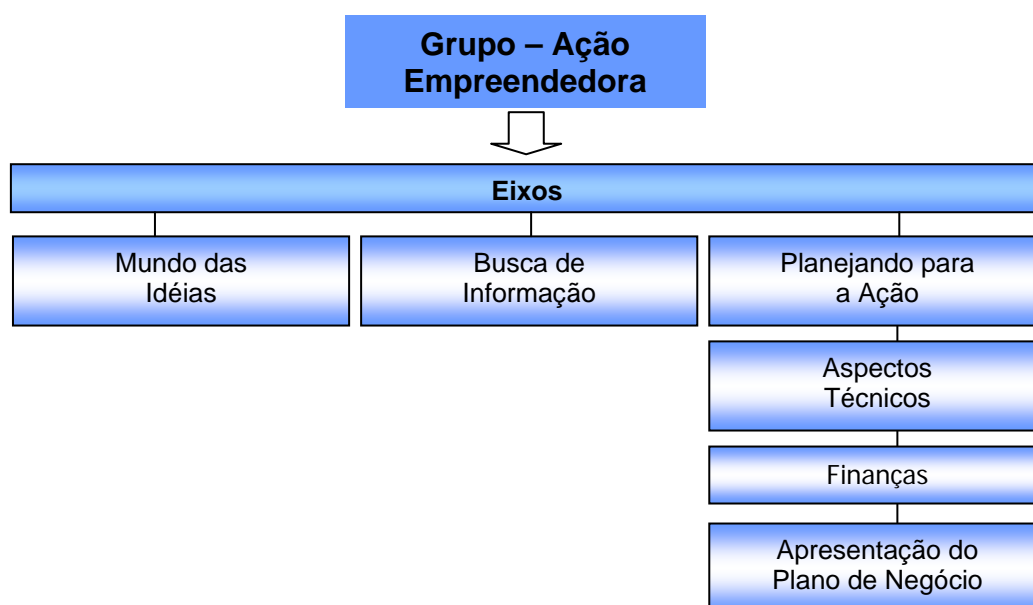 Grupo – Ação
Empreendedora
Eixos
Mundo das
Idéias
Busca de
Informação
Planejando para
a Ação
Aspectos
Técnicos
Finanças
Apresentação do
Plano de Negócio